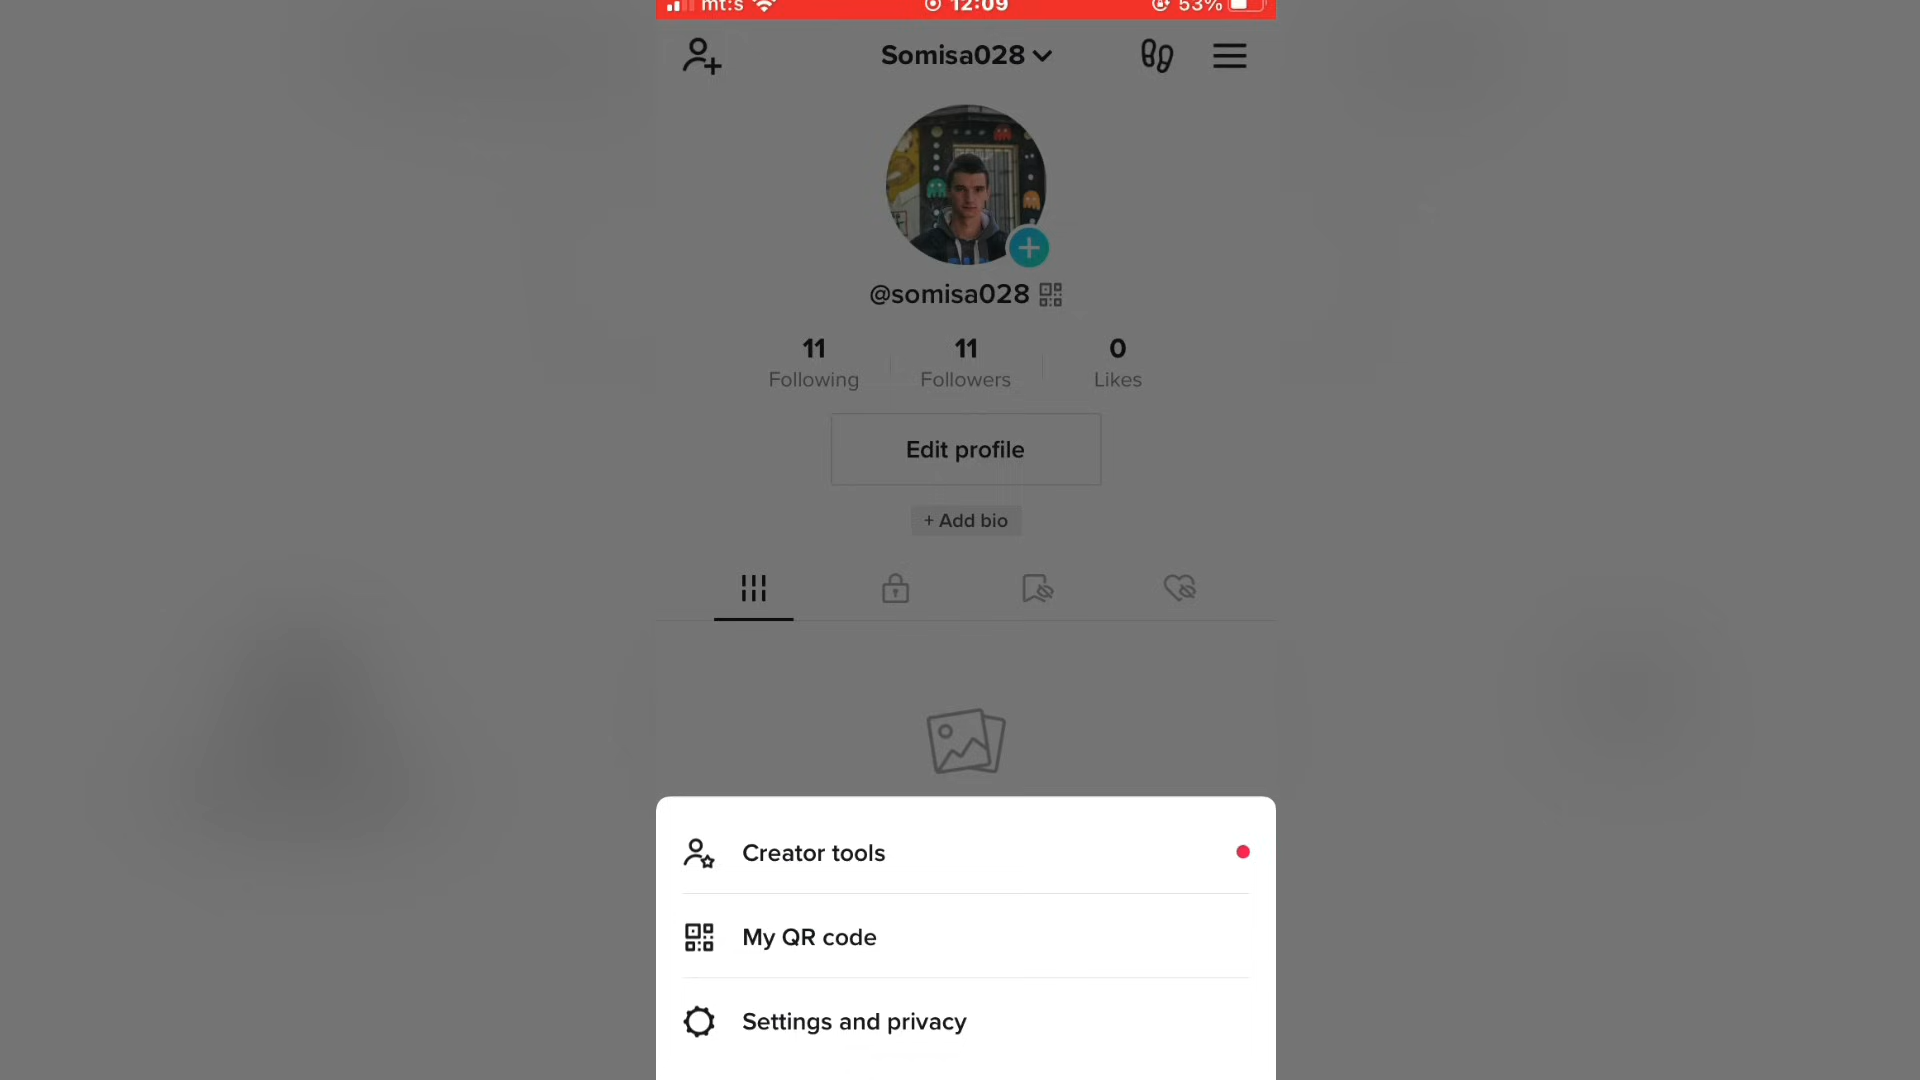 mt:s 12:09 53%
Somisa028
@somisa028
11 11 0
Following Followers Likes
Edit profile
+ Add bio
Creator tools
My QR code
Settings and privacy